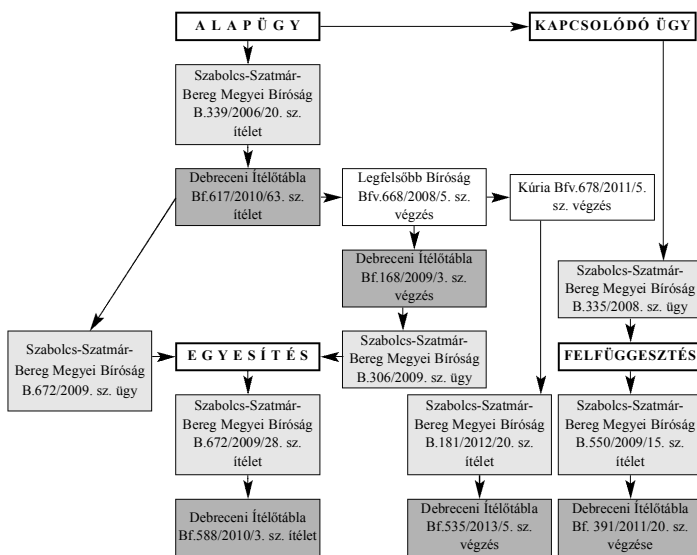 A L A P Ü G Y
KAPCSOLÓDÓ ÜGY
Szabolcs-Szatmár-
Bereg Megyei Bíróság
B.339/2006/20. sz.
ítélet
Debreceni Ítélőtábla
Bf.617/2010/63. sz.
ítélet
Legfelsőbb Bíróság
Bfv.668/2008/5. sz.
végzés
Kúria Bfv.678/2011/5.
sz. végzés
Debreceni Ítélőtábla
Bf.168/2009/3. sz.
végzés
Szabolcs-Szatmár-
Bereg Megyei Bíróság
B.335/2008. sz. ügy
Szabolcs-Szatmár-
Bereg Megyei Bíróság
B.672/2009. sz. ügy
E G Y E S Í T É S
Szabolcs-Szatmár-
Bereg Megyei Bíróság
B.306/2009. sz. ügy
FELFÜGGESZTÉS
Szabolcs-Szatmár-
Bereg Megyei Bíróság
B.672/2009/28. sz.
ítélet
Szabolcs-Szatmár-
Bereg Megyei Bíróság
B.181/2012/20. sz.
ítélet
Szabolcs-Szatmár-
Bereg Megyei Bíróság
B.550/2009/15. sz.
ítélet
Debreceni Ítélőtábla
Bf.588/2010/3. sz. ítélet
Debreceni Ítélőtábla
Bf.535/2013/5. sz.
végzés
Debreceni Ítélőtábla
Bf. 391/2011/20. sz.
végzése